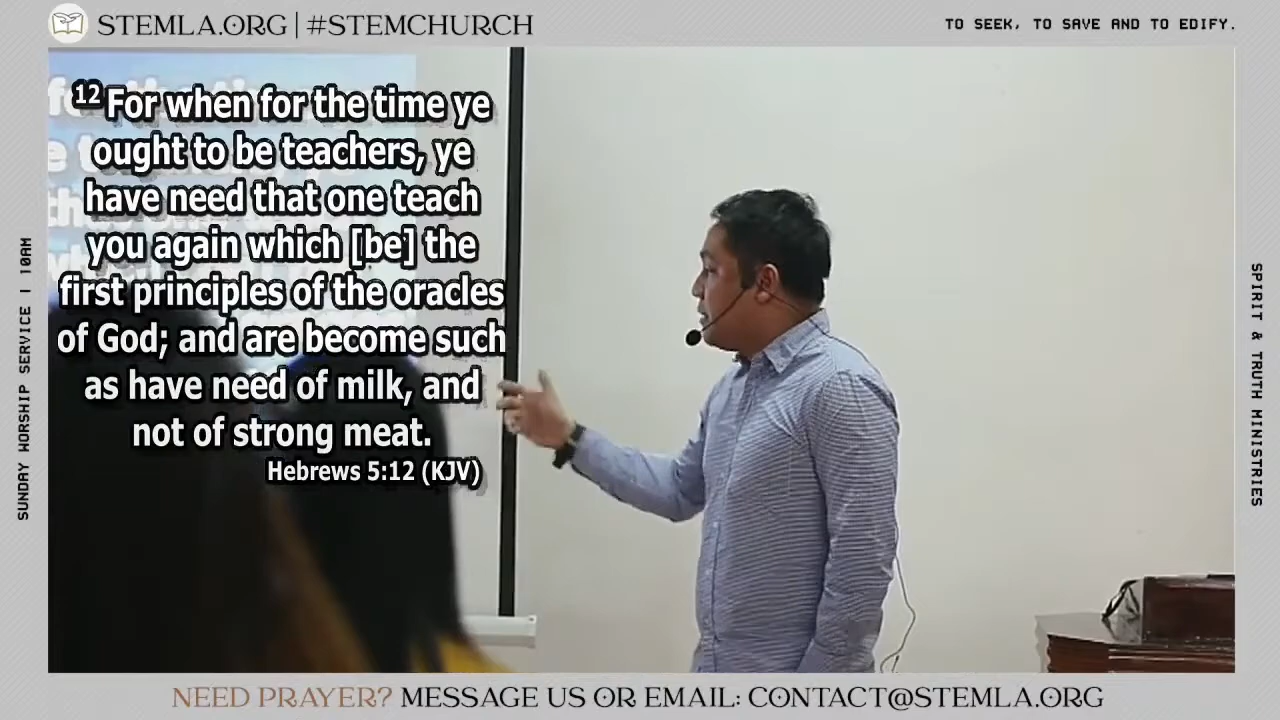 STEMLA.ORG | #STEMCHURCH
TO SEEK, TO SAVE AND TO EDIFY.
12 For when for the time ye
ought to be teachers, ye
have need that one teach
you again which [be] the
first principles of the oracles
of God; and are become such
as have need of milk, and
not of strong meat.
Hebrews 5:12 (KJV)
SUNDAY WORSHIP SERVICE | 10AM
SPIRIT & TRUTH MINISTRIES
NEED PRAYER? MESSAGE US OR EMAIL: CONTACT@STEMLA.ORG